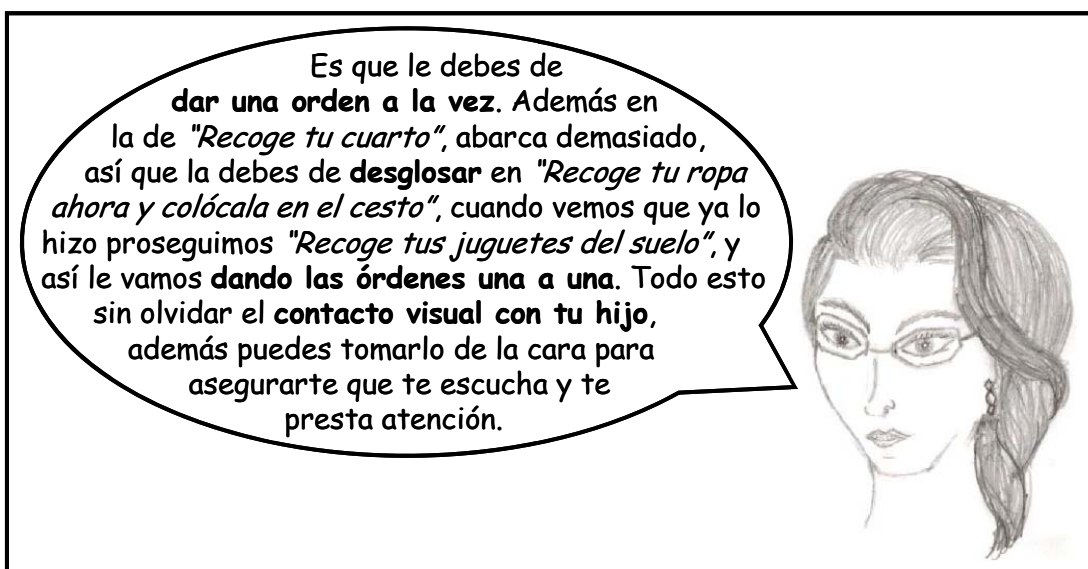 Es que le debes de
dar una orden a la vez. Además en
la de "Recoge tu cuarto", abarca demasiado,
así que la debes de desglosar en "Recoge tu ropa
ahora y colócala en el cesto", cuando vemos que ya lo
hizo proseguimos "Recoge tus juguetes del suelo", y
así le vamos dando las órdenes una a una. Todo esto
sin olvidar el contacto visual con tu hijo,
además puedes tomarlo de la cara para
asegurarte que te escucha y te
presta atención.